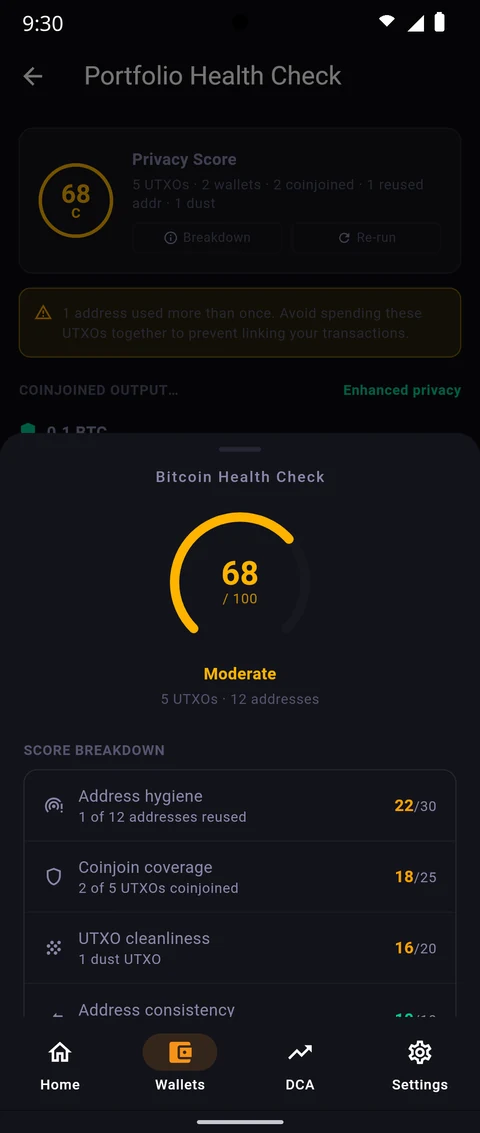 9:30
Portfolio Health Check
68
C
Privacy Score
5 UTXOs · 2 wallets · 2 coinjoined · 1 reused
addr · 1 dust
Breakdown
Re-run
1 address used more than once. Avoid spending these
UTXOs together to prevent linking your transactions.
COINJOINED OUTPUT…
Enhanced privacy
0.1 BTC
Bitcoin Health Check
68
/ 100
Moderate
5 UTXOs · 12 addresses
SCORE BREAKDOWN
Address hygiene
22/30
1 of 12 addresses reused
Coinjoin coverage
18/25
2 of 5 UTXOs coinjoined
UTXO cleanliness
16/20
1 dust UTXO
Address consistency
Home
Wallets
DCA
Settings